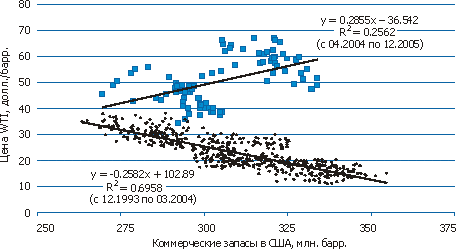 80
70
60
50
40
30
20
10
0
Цена WTI, долл./барр.
y = 0.2855x – 36.542
R² = 0.2562
(с 04.2004 по 12.2005)
y = -0.2582x + 102.89
R² = 0.6958
(с 12.1993 по 03.2004)
250 275 300 325 350 375
Коммерческие запасы в США, млн. барр.